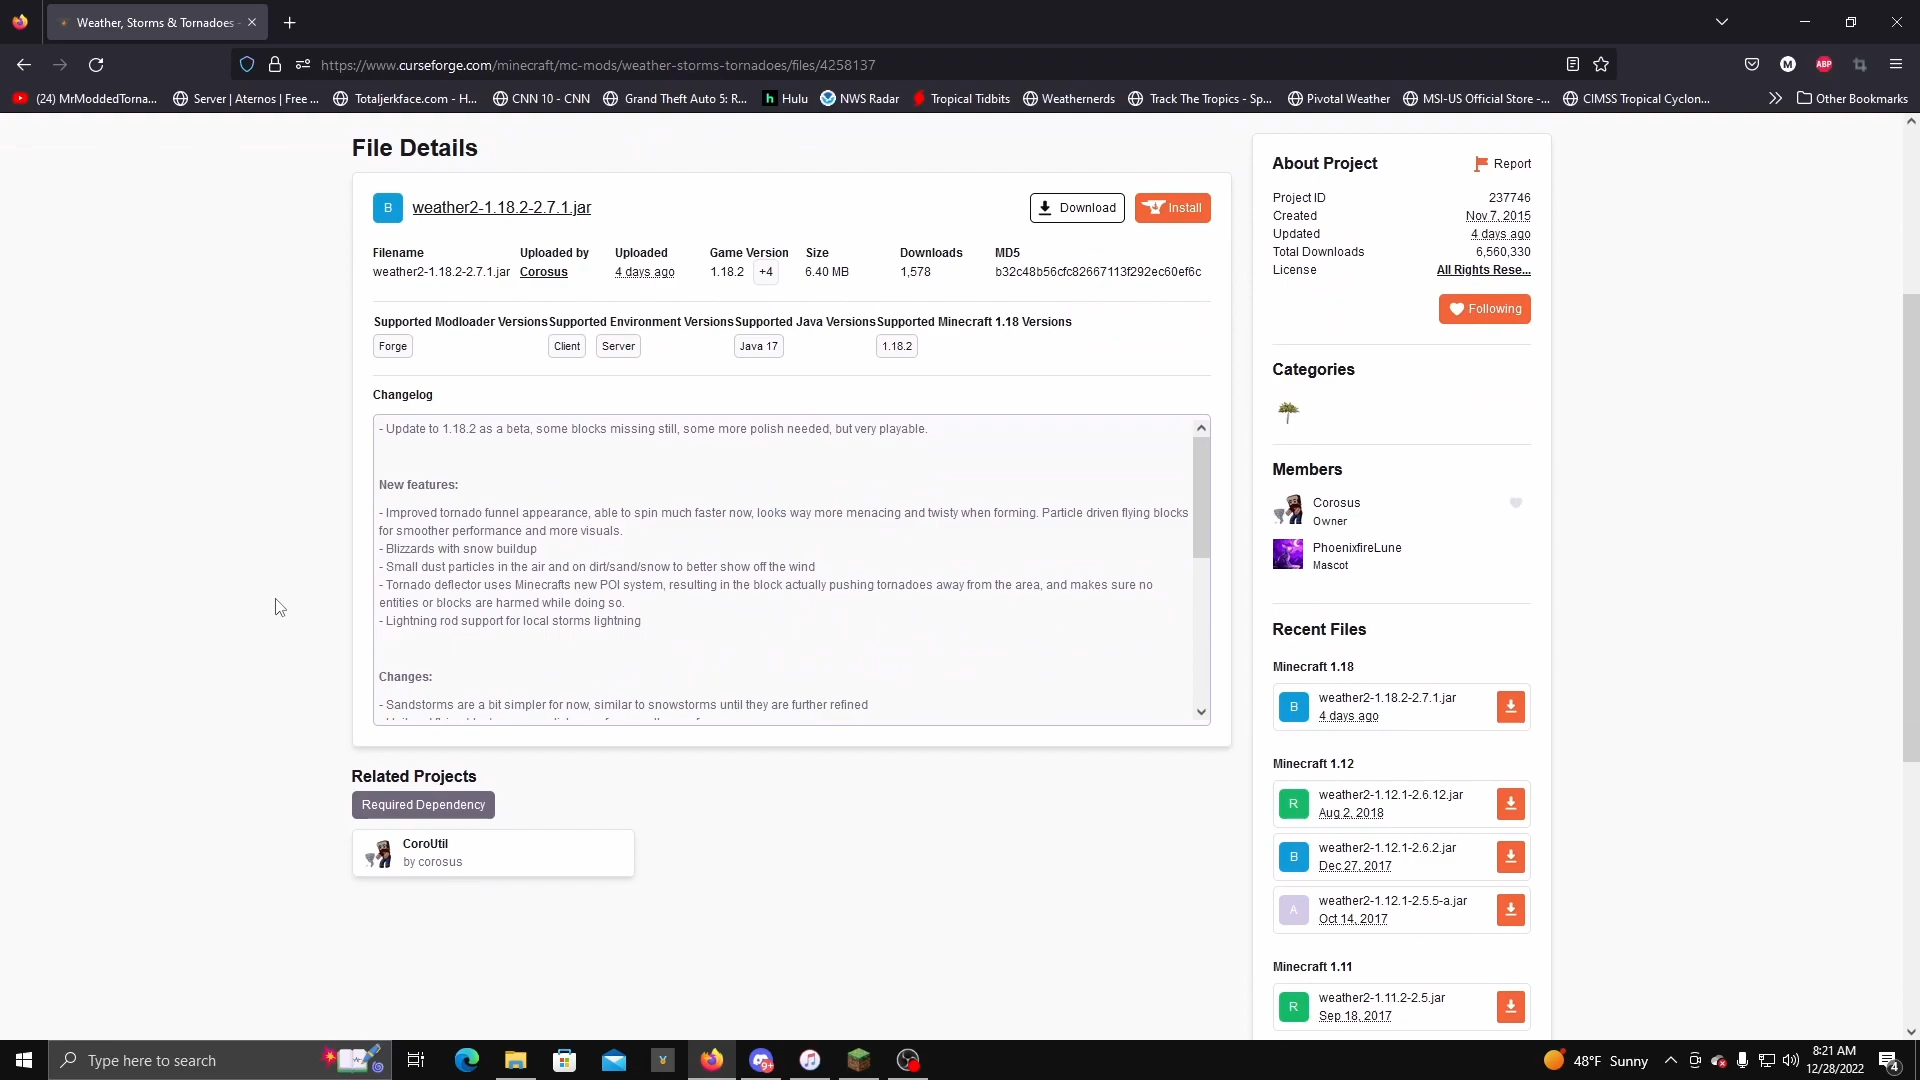 Weather, Storms & Tornadoes -
https://www.curseforge.com/minecraft/mc-mods/weather-storms-tornadoes/files/4258137
M
ABP
(24) MrModdedTorna...
Server | Aternos | Free ...
Totaljerkface.com - H...
CNN 10 - CNN
Grand Theft Auto 5: R...
h Hulu
NWS Radar
Tropical Tidbits
Weathernerds
Track The Tropics - Sp...
Pivotal Weather
MSI-US Official Store -...
CIMSS Tropical Cyclon...
Other Bookmarks
File Details
B weather2-1.18.2-2.7.1.jar
Download
Install
Filename Uploaded by Uploaded Game Version Size Downloads MD5
weather2-1.18.2-2.7.1.jar Corosus 4 days ago 1.18.2 +4 6.40 MB 1,578 b32c48b56cfc82667113f292ec60ef6c
Supported Modloader Versions Supported Environment Versions Supported Java Versions Supported Minecraft 1.18 Versions
Forge Client Server Java 17 1.18.2
Changelog
- Update to 1.18.2 as a beta, some blocks missing still, some more polish needed, but very playable.
New features:
- Improved tornado funnel appearance, able to spin much faster now, looks way more menacing and twisty when forming. Particle driven flying blocks
for smoother performance and more visuals.
- Blizzards with snow buildup
- Small dust particles in the air and on dirt/sand/snow to better show off the wind
- Tornado deflector uses Minecrafts new POI system, resulting in the block actually pushing tornadoes away from the area, and makes sure no
entities or blocks are harmed while doing so.
- Lightning rod support for local storms lightning
Changes:
- Sandstorms are a bit simpler for now, similar to snowstorms until they are further refined
Related Projects
Required Dependency
CoroUtil
by corosus
About Project
Report
Project ID 237746
Created Nov 7, 2015
Updated 4 days ago
Total Downloads 6,560,330
License All Rights Rese...
Following
Categories
Members
Corosus
Owner
PhoenixfireLune
Mascot
Recent Files
Minecraft 1.18
B weather2-1.18.2-2.7.1.jar
4 days ago
Minecraft 1.12
R weather2-1.12.1-2.6.12.jar
Aug 2, 2018
B weather2-1.12.1-2.6.2.jar
Dec 27, 2017
A weather2-1.12.1-2.5.5-a.jar
Oct 14, 2017
Minecraft 1.11
R weather2-1.11.2-2.5.jar
Sep 18, 2017
Type here to search
9+
48°F Sunny
8:21 AM
12/28/2022
4